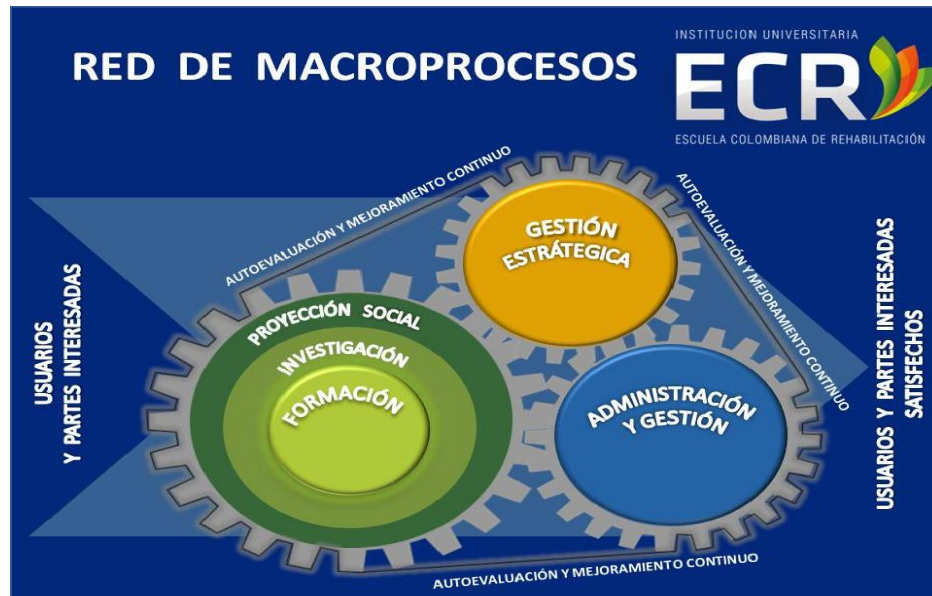 RED DE MACROPROCESOS
INSTITUCION UNIVERSITARIA
ECR
ESCUELA COLOMBIANA DE REHABILITACIÓN
AUTOEVALUACIÓN Y MEJORAMIENTO CONTINUO
AUTOEVALUACIÓN Y MEJORAMIENTO CONTINUO
GESTIÓN
ESTRÁTEGICA
USUARIOS
Y PARTES INTERESADAS
PROYECCIÓN SOCIAL
INVESTIGACIÓN
FORMACIÓN
ADMINISTRACIÓN
Y GESTIÓN
USUARIOS Y PARTES INTERESADAS
SATISFECHOS
AUTOEVALUACIÓN Y MEJORAMIENTO CONTINUO